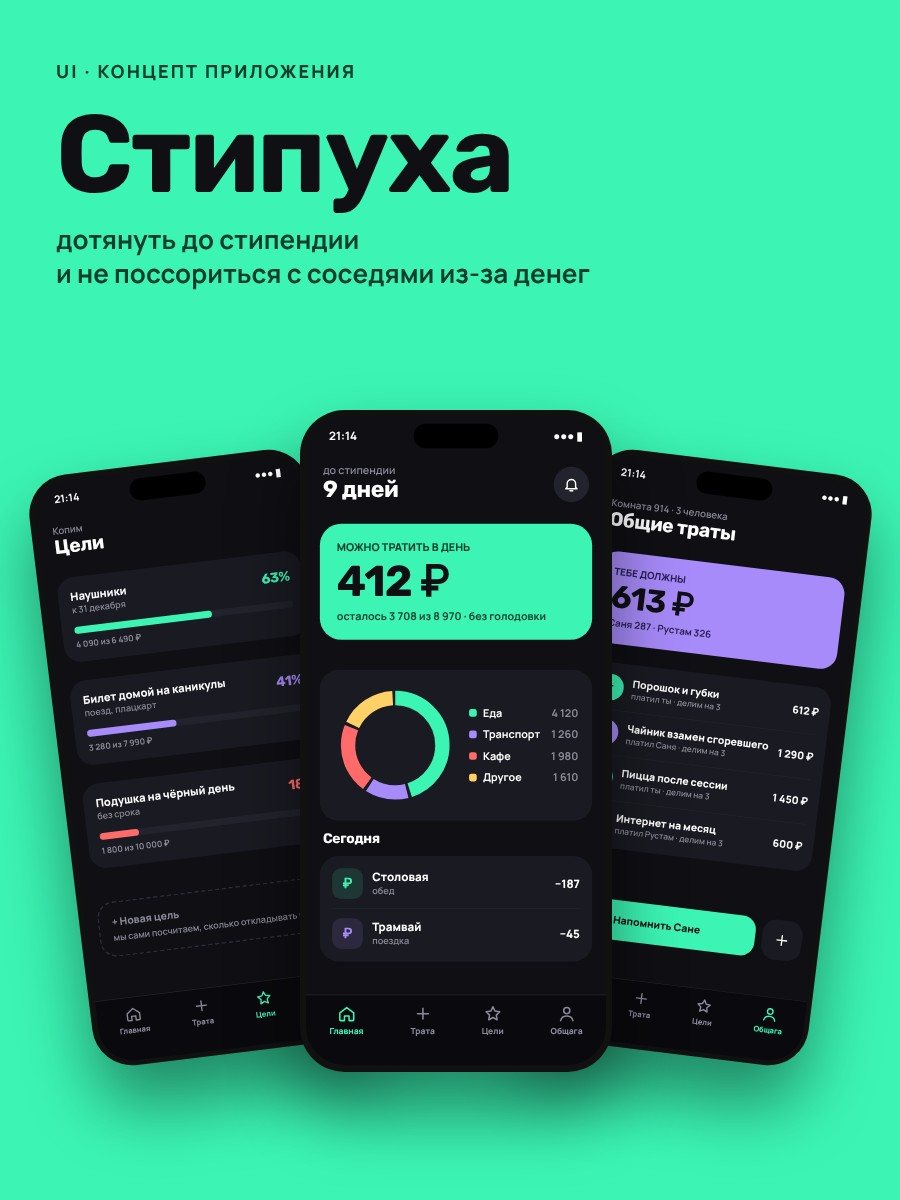 UI · КОНЦЕПТ ПРИЛОЖЕНИЯ
Стипуха
дотянуть до стипендии
и не поссориться с соседями из-за денег
21:14
Копим
Цели
Наушники
63%
к 31 декабря
4 090 из 6 490 ₽
Билет домой на каникулы
41%
поезд, плацкарт
3 280 из 7 990 ₽
Подушка на чёрный день
без срока
1 800 из 10 000 ₽
+ Новая цель
мы сами посчитаем, сколько откладывать
Главная
Трата
Цели
21:14
до стипендии
9 дней
МОЖНО ТРАТИТЬ В ДЕНЬ
412 ₽
осталось 3 708 из 8 970 · без голодовки
Еда 4 120
Транспорт 1 260
Кафе 1 980
Другое 1 610
Сегодня
₽ Столовая −187
обед
₽ Трамвай −45
поездка
Главная
Трата
Цели
Общага
21:14
Комната 914 · 3 человека
Общие траты
ТЕБЕ ДОЛЖНЫ
613 ₽
Саня 287 · Рустам 326
Порошок и губки
612 ₽
платил ты · делим на 3
Чайник взамен сгоревшего
1 290 ₽
платил Саня · делим на 3
Пицца после сессии
1 450 ₽
платил ты · делим на 3
Интернет на месяц
600 ₽
платил Рустам · делим на 3
Напомнить Сане
+
Трата
Цели
Общага